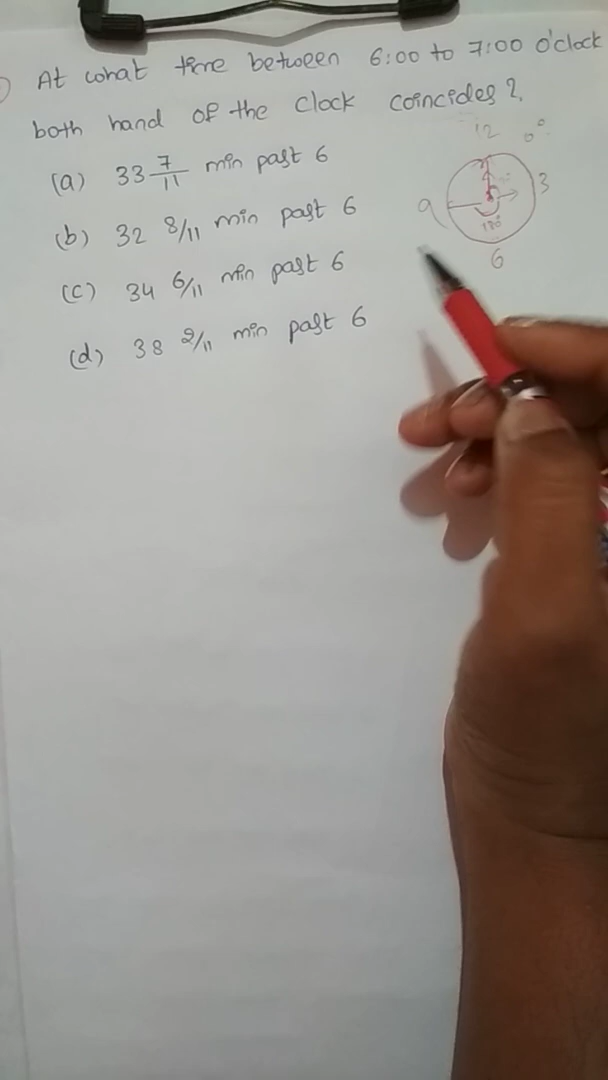 At what time between 6:00 to 7:00 o'clock
both hand of the clock coincides?
(a) 33 7/11 min past 6
(b) 32 8/11 min past 6
(c) 34 6/11 min past 6
(d) 38 2/11 min past 6
12 0°
9 3
180°
6